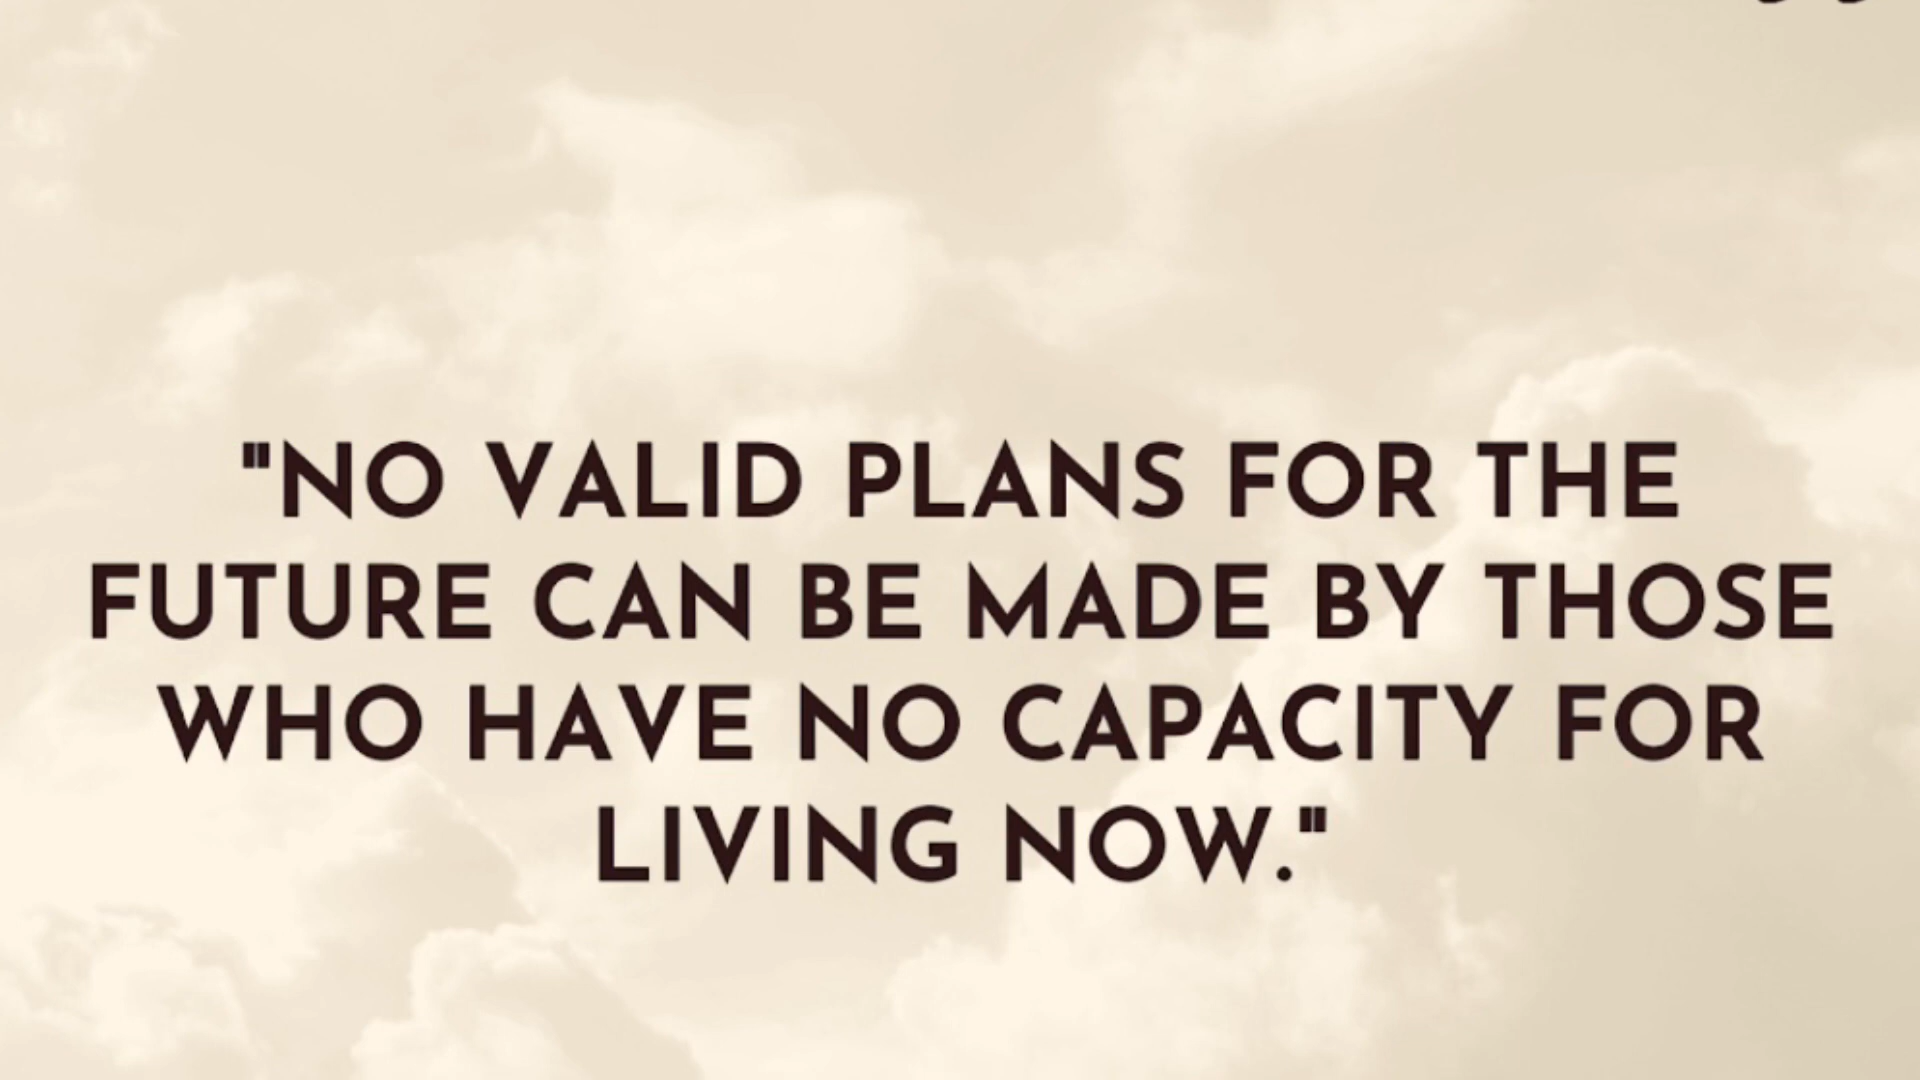 "NO VALID PLANS FOR THE
FUTURE CAN BE MADE BY THOSE
WHO HAVE NO CAPACITY FOR
LIVING NOW."